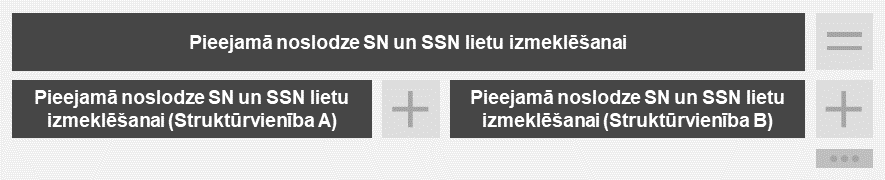 Pieejamā noslodze SN un SSN lietu izmeklēšanai
=
Pieejamā noslodze SN un SSN lietu
izmeklēšanai (Struktūrvienība A)
+
Pieejamā noslodze SN un SSN lietu
izmeklēšanai (Struktūrvienība B)
+
...